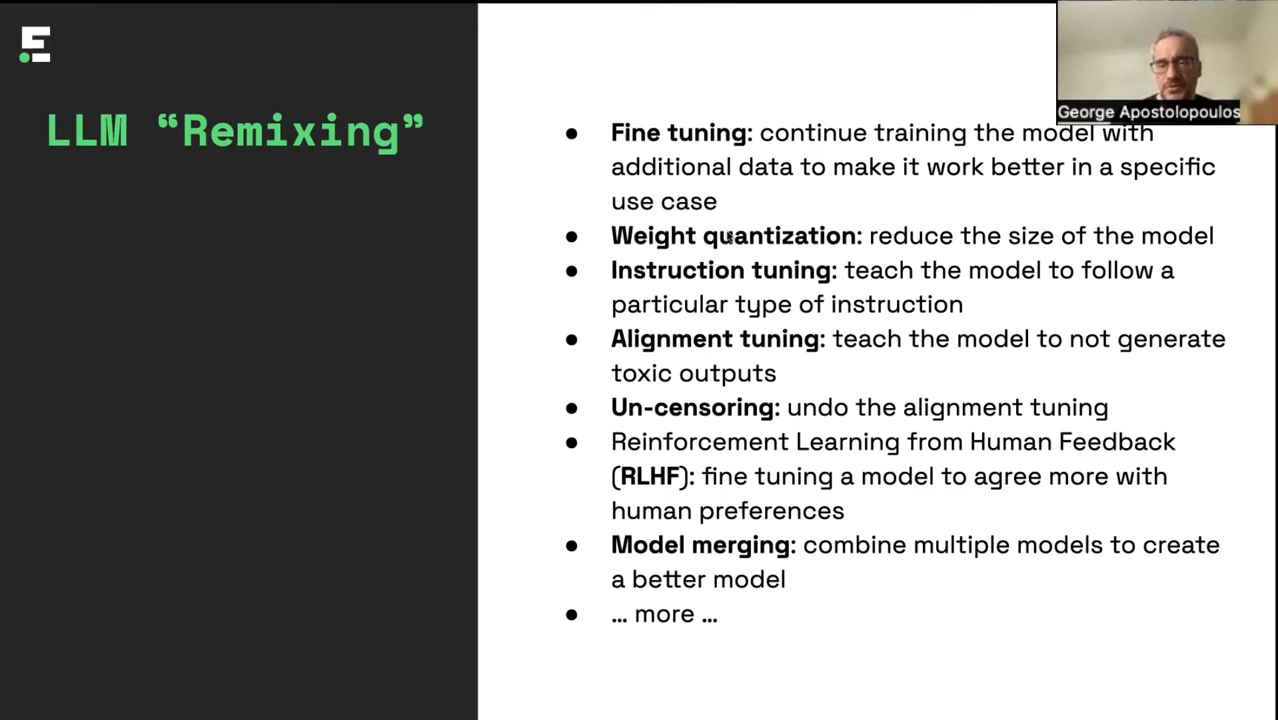 LLM “Remixing”
George Apostolopoulos
● Fine tuning: continue training the model with
additional data to make it work better in a specific
use case
● Weight quantization: reduce the size of the model
● Instruction tuning: teach the model to follow a
particular type of instruction
● Alignment tuning: teach the model to not generate
toxic outputs
● Un-censoring: undo the alignment tuning
● Reinforcement Learning from Human Feedback
(RLHF): fine tuning a model to agree more with
human preferences
● Model merging: combine multiple models to create
a better model
● ... more ...